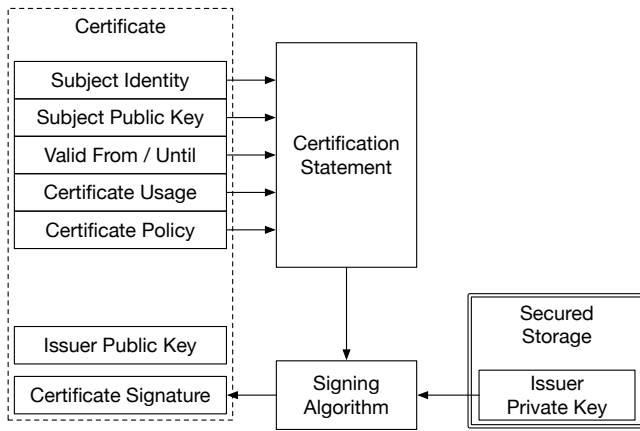 Certificate
Subject Identity
Subject Public Key
Valid From / Until
Certificate Usage
Certificate Policy
Certification
Statement
Issuer Public Key
Certificate Signature
Signing
Algorithm
Secured
Storage
Issuer
Private Key